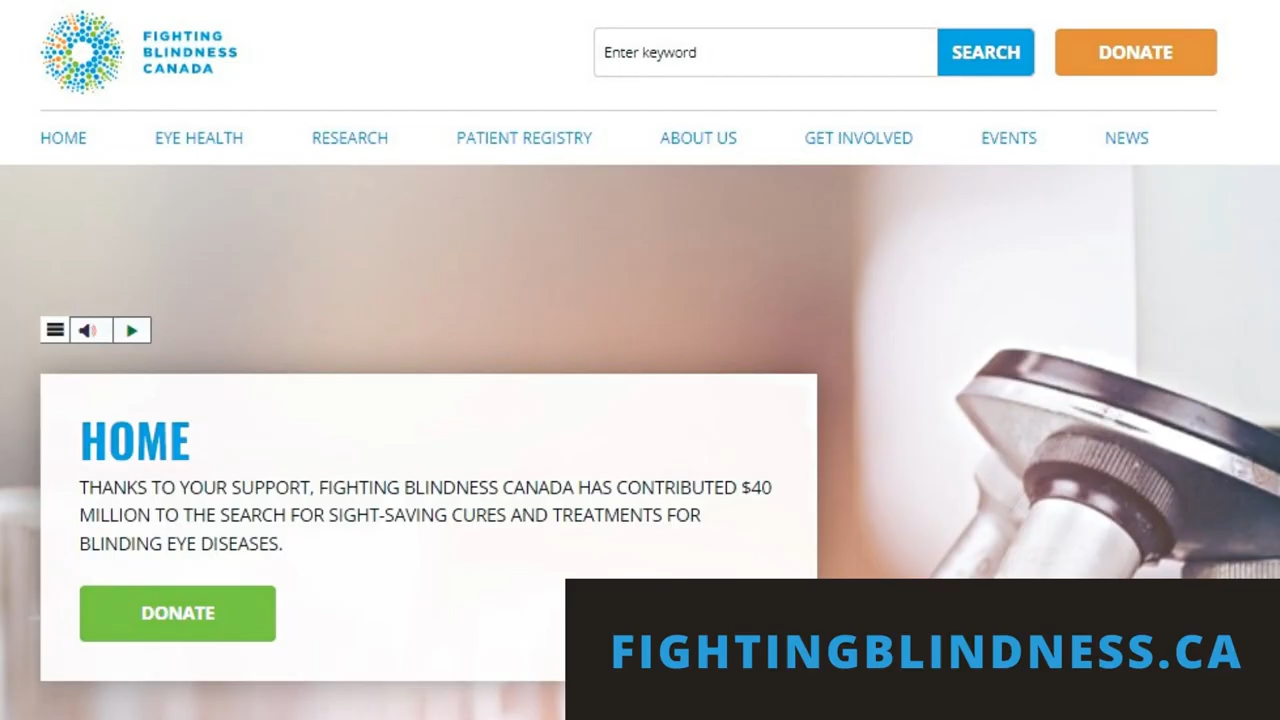 FIGHTING
BLINDNESS
CANADA
Enter keyword
SEARCH
DONATE
HOME
EYE HEALTH
RESEARCH
PATIENT REGISTRY
ABOUT US
GET INVOLVED
EVENTS
NEWS
HOME
THANKS TO YOUR SUPPORT, FIGHTING BLINDNESS CANADA HAS CONTRIBUTED $40
MILLION TO THE SEARCH FOR SIGHT-SAVING CURES AND TREATMENTS FOR
BLINDING EYE DISEASES.
DONATE
FIGHTINGBLINDNESS.CA